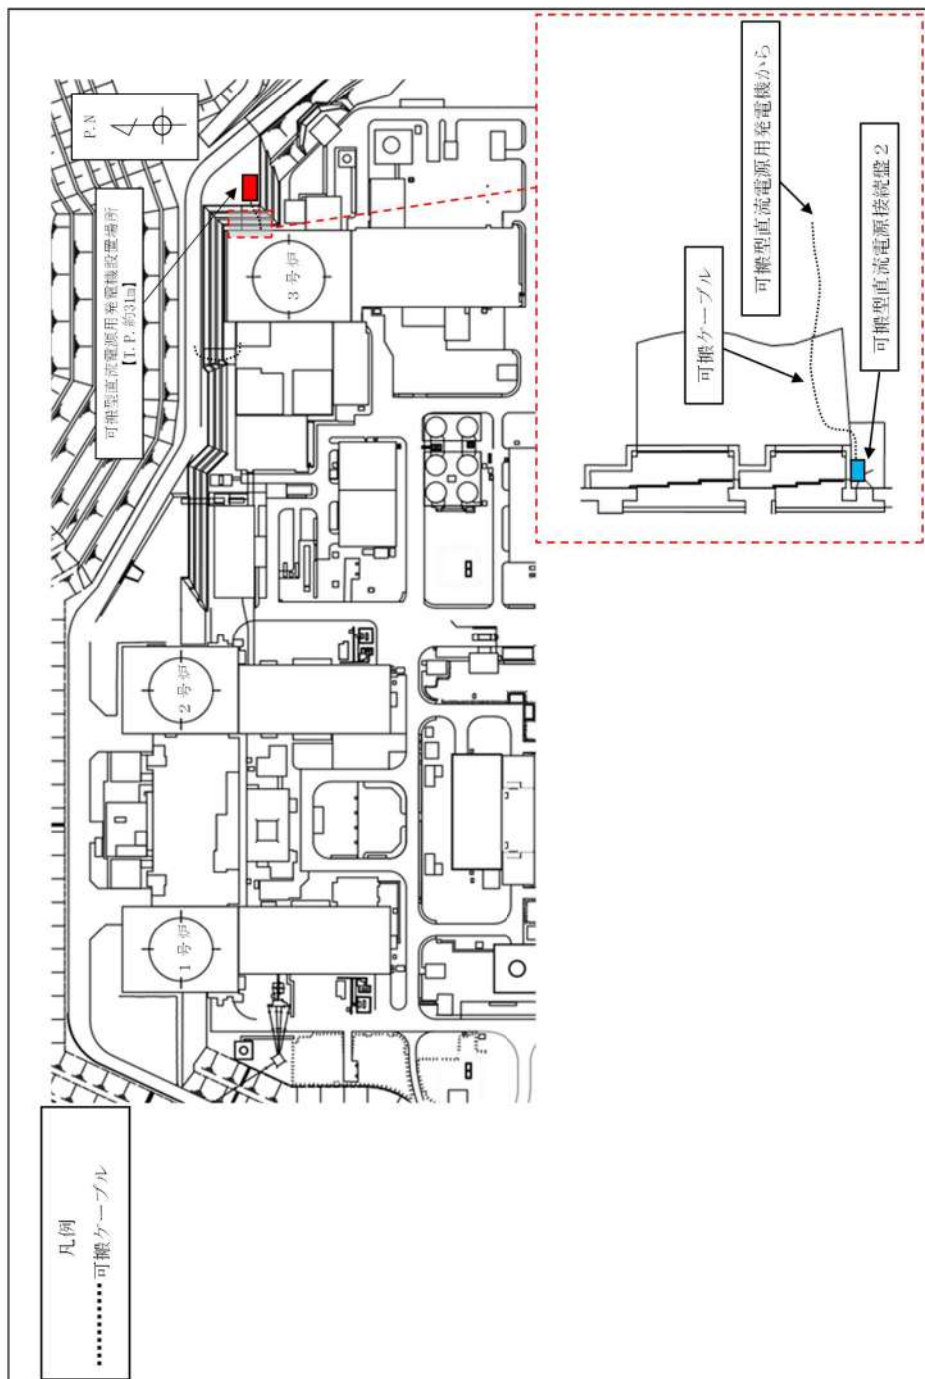 凡例
可搬ケーブル
P.N
可搬型直流電源用発電機設置場所
【T.P.約31m】
1号炉
2号炉
3号炉
可搬ケーブル
可搬型直流電源用発電機から
可搬型直流電源接続盤2